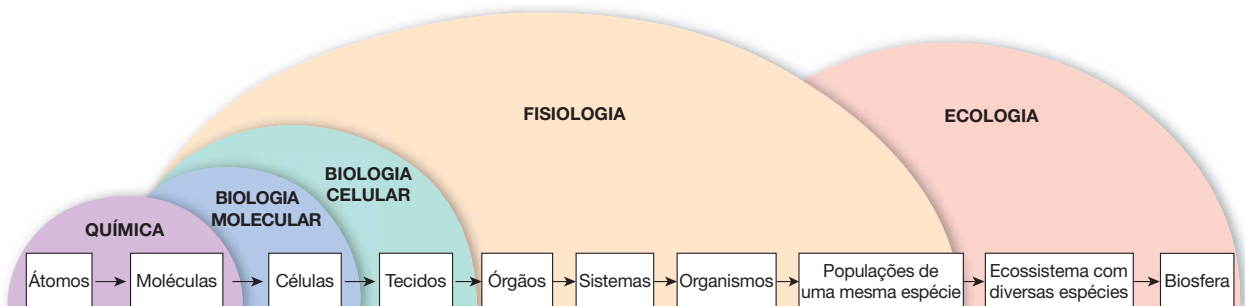 FISIOLOGIA
ECOLOGIA
BIOLOGIA
CELULAR
BIOLOGIA
MOLECULAR
QUÍMICA
Átomos
Moléculas
Células
Tecidos
Órgãos
Sistemas
Organismos
Populações de
uma mesma espécie
Ecossistema com
diversas espécies
Biosfera